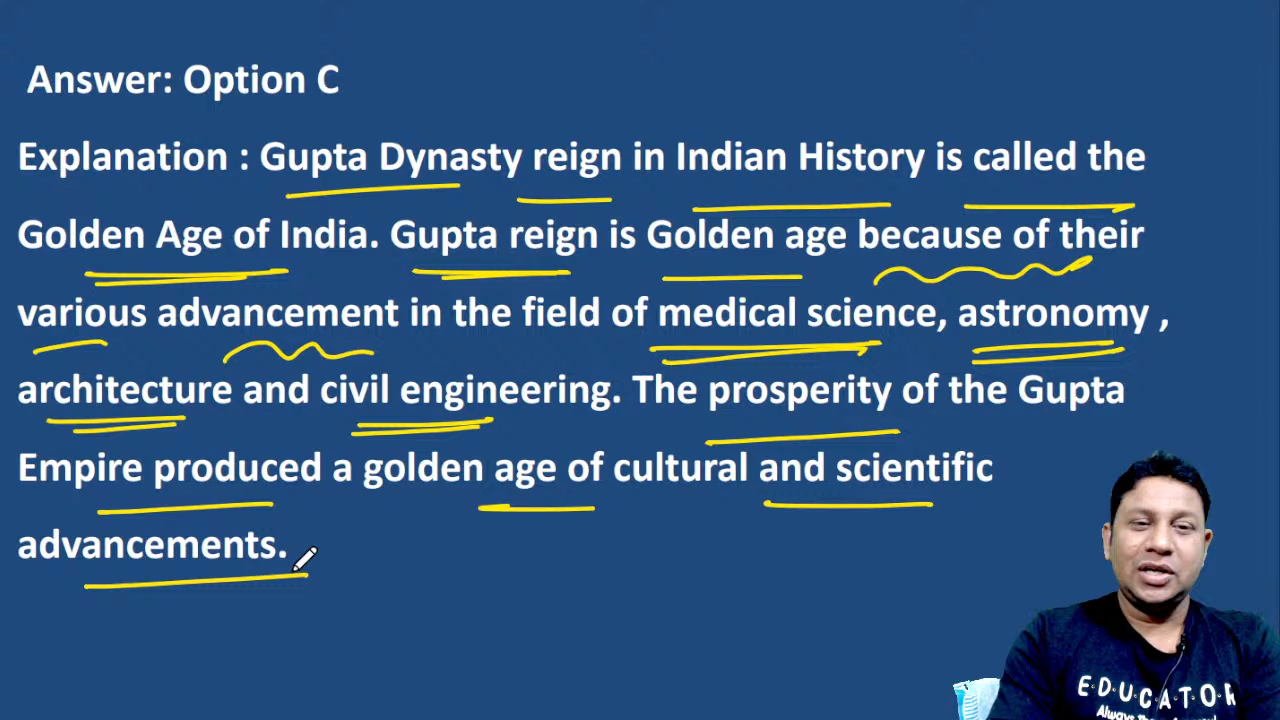 Answer: Option C
Explanation : Gupta Dynasty reign in Indian History is called the
Golden Age of India. Gupta reign is Golden age because of their
various advancement in the field of medical science, astronomy ,
architecture and civil engineering. The prosperity of the Gupta
Empire produced a golden age of cultural and scientific
advancements.
EDUCATOR
Always the